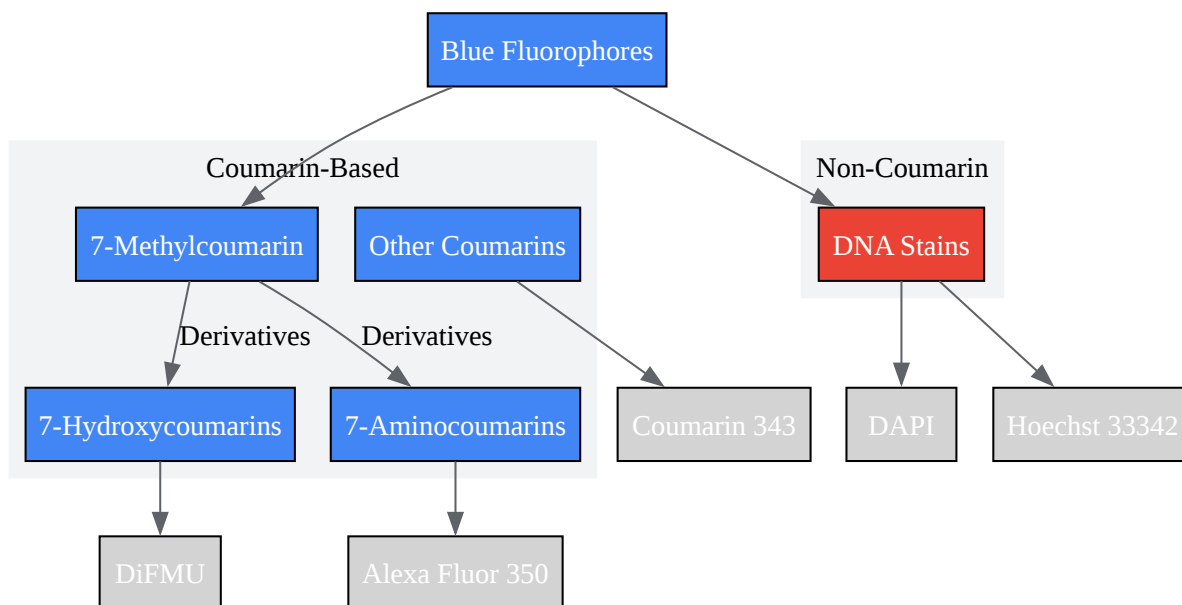 Blue Fluorophores
Coumarin-Based
Non-Coumarin
7-Methylcoumarin
Other Coumarins
DNA Stains
Derivatives
Derivatives
7-Hydroxycoumarins
7-Aminocoumarins
Coumarin 343
DAPI
Hoechst 33342
DiFMU
Alexa Fluor 350